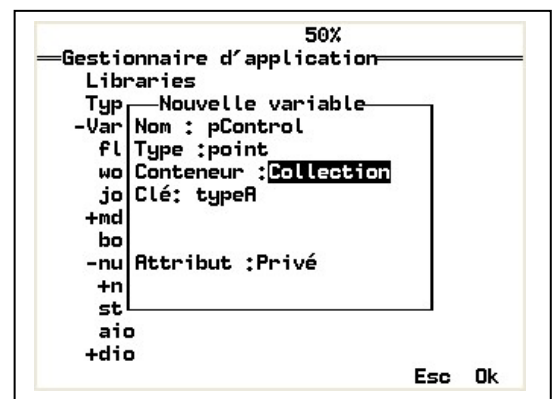 50%
Gestionnaire d'application
Libraries
Typ
Nouvelle variable
-Var
Nom : pControl
fl
Type :point
wo
Conteneur :Collection
jo
Clé: typeA
+md
bo
-nu
Attribut :Privé
+n
st
aio
+dio
Esc Ok